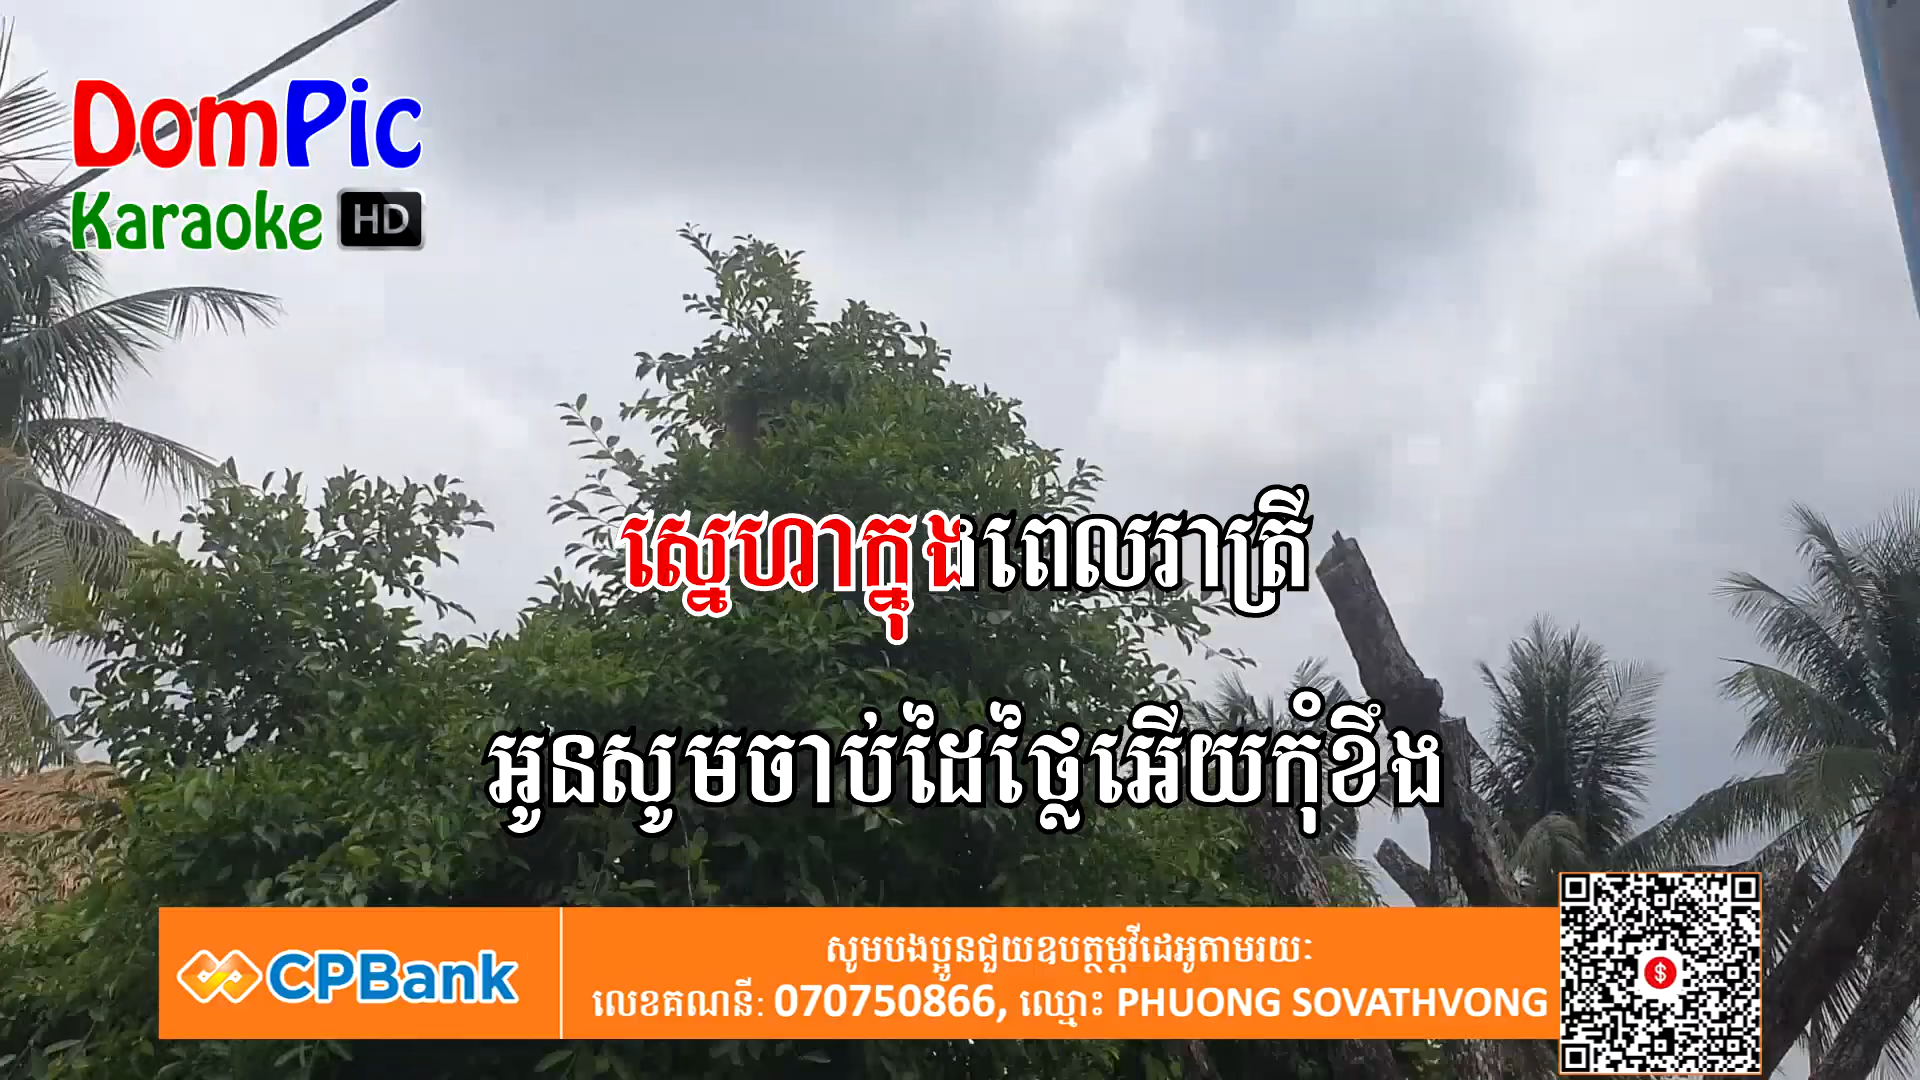 DomPic
Karaoke HD
ស្នេហាក្នុងពេលរាត្រី
អូនសូមចាប់ដៃថ្លៃអើយកុំខឹង
CPBank
សូមបងប្អូនជួយឧបត្ថម្ភវីដេអូតាមរយៈ
លេខគណនី: 070750866, ឈ្មោះ PHUONG SOVATHVONG